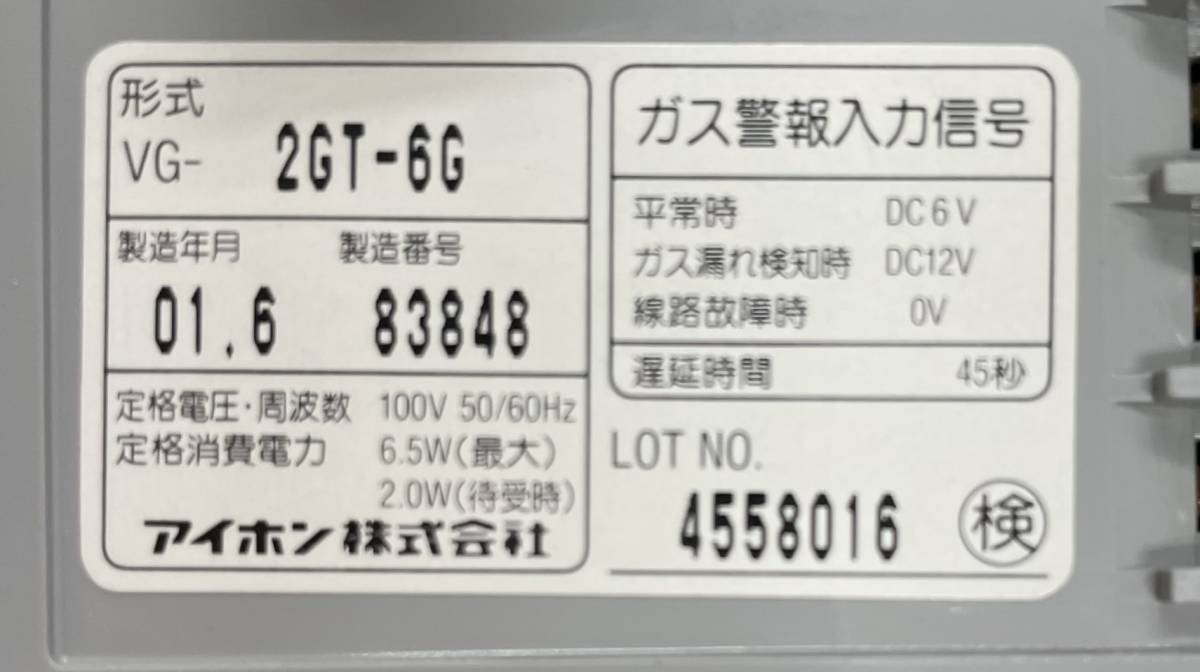 形式
VG- 2GT-6G
製造年月 製造番号
01.6 83848
定格電圧・周波数 100V 50/60Hz
定格消費電力 6.5W(最大)
2.0W(待受時)
アイホン株式会社
ガス警報入力信号
平常時 DC6V
ガス漏れ検知時 DC12V
線路故障時 0V
遅延時間 45秒
LOT NO.
4558016 検